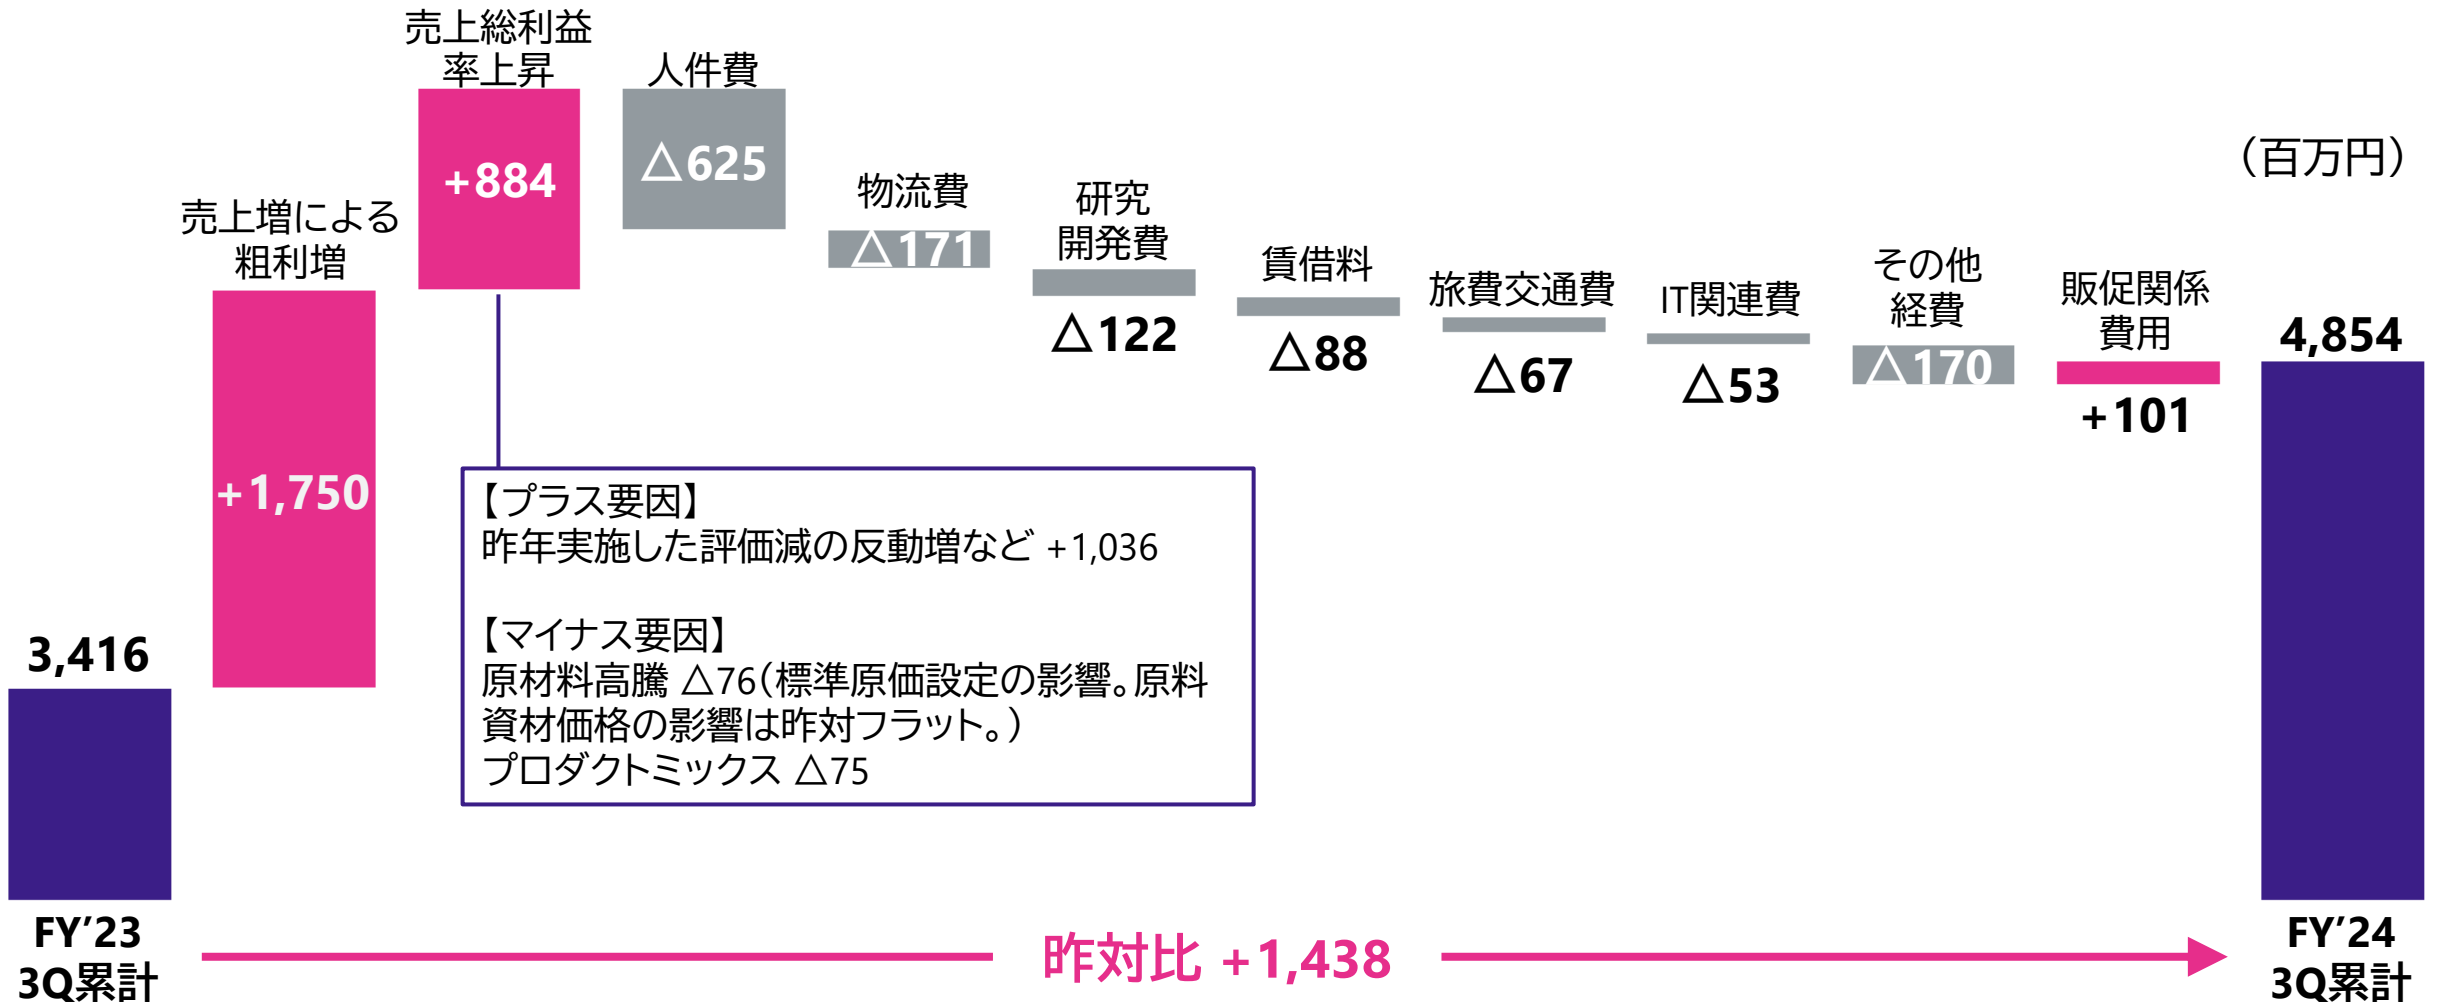 （百万円）
3,416
FY’23
3Q累計
売上増による
粗利増
+1,750
売上総利益
率上昇
+884
人件費
△625
物流費
△171
研究
開発費
△122
賃借料
△88
旅費交通費
△67
IT関連費
△53
その他
経費
△170
販促関係
費用
+101
4,854
FY’24
3Q累計
【プラス要因】
昨年実施した評価減の反動増など +1,036
【マイナス要因】
原材料高騰 △76（標準原価設定の影響。原料
資材価格の影響は昨対フラット。）
プロダクトミックス △75
昨対比 +1,438